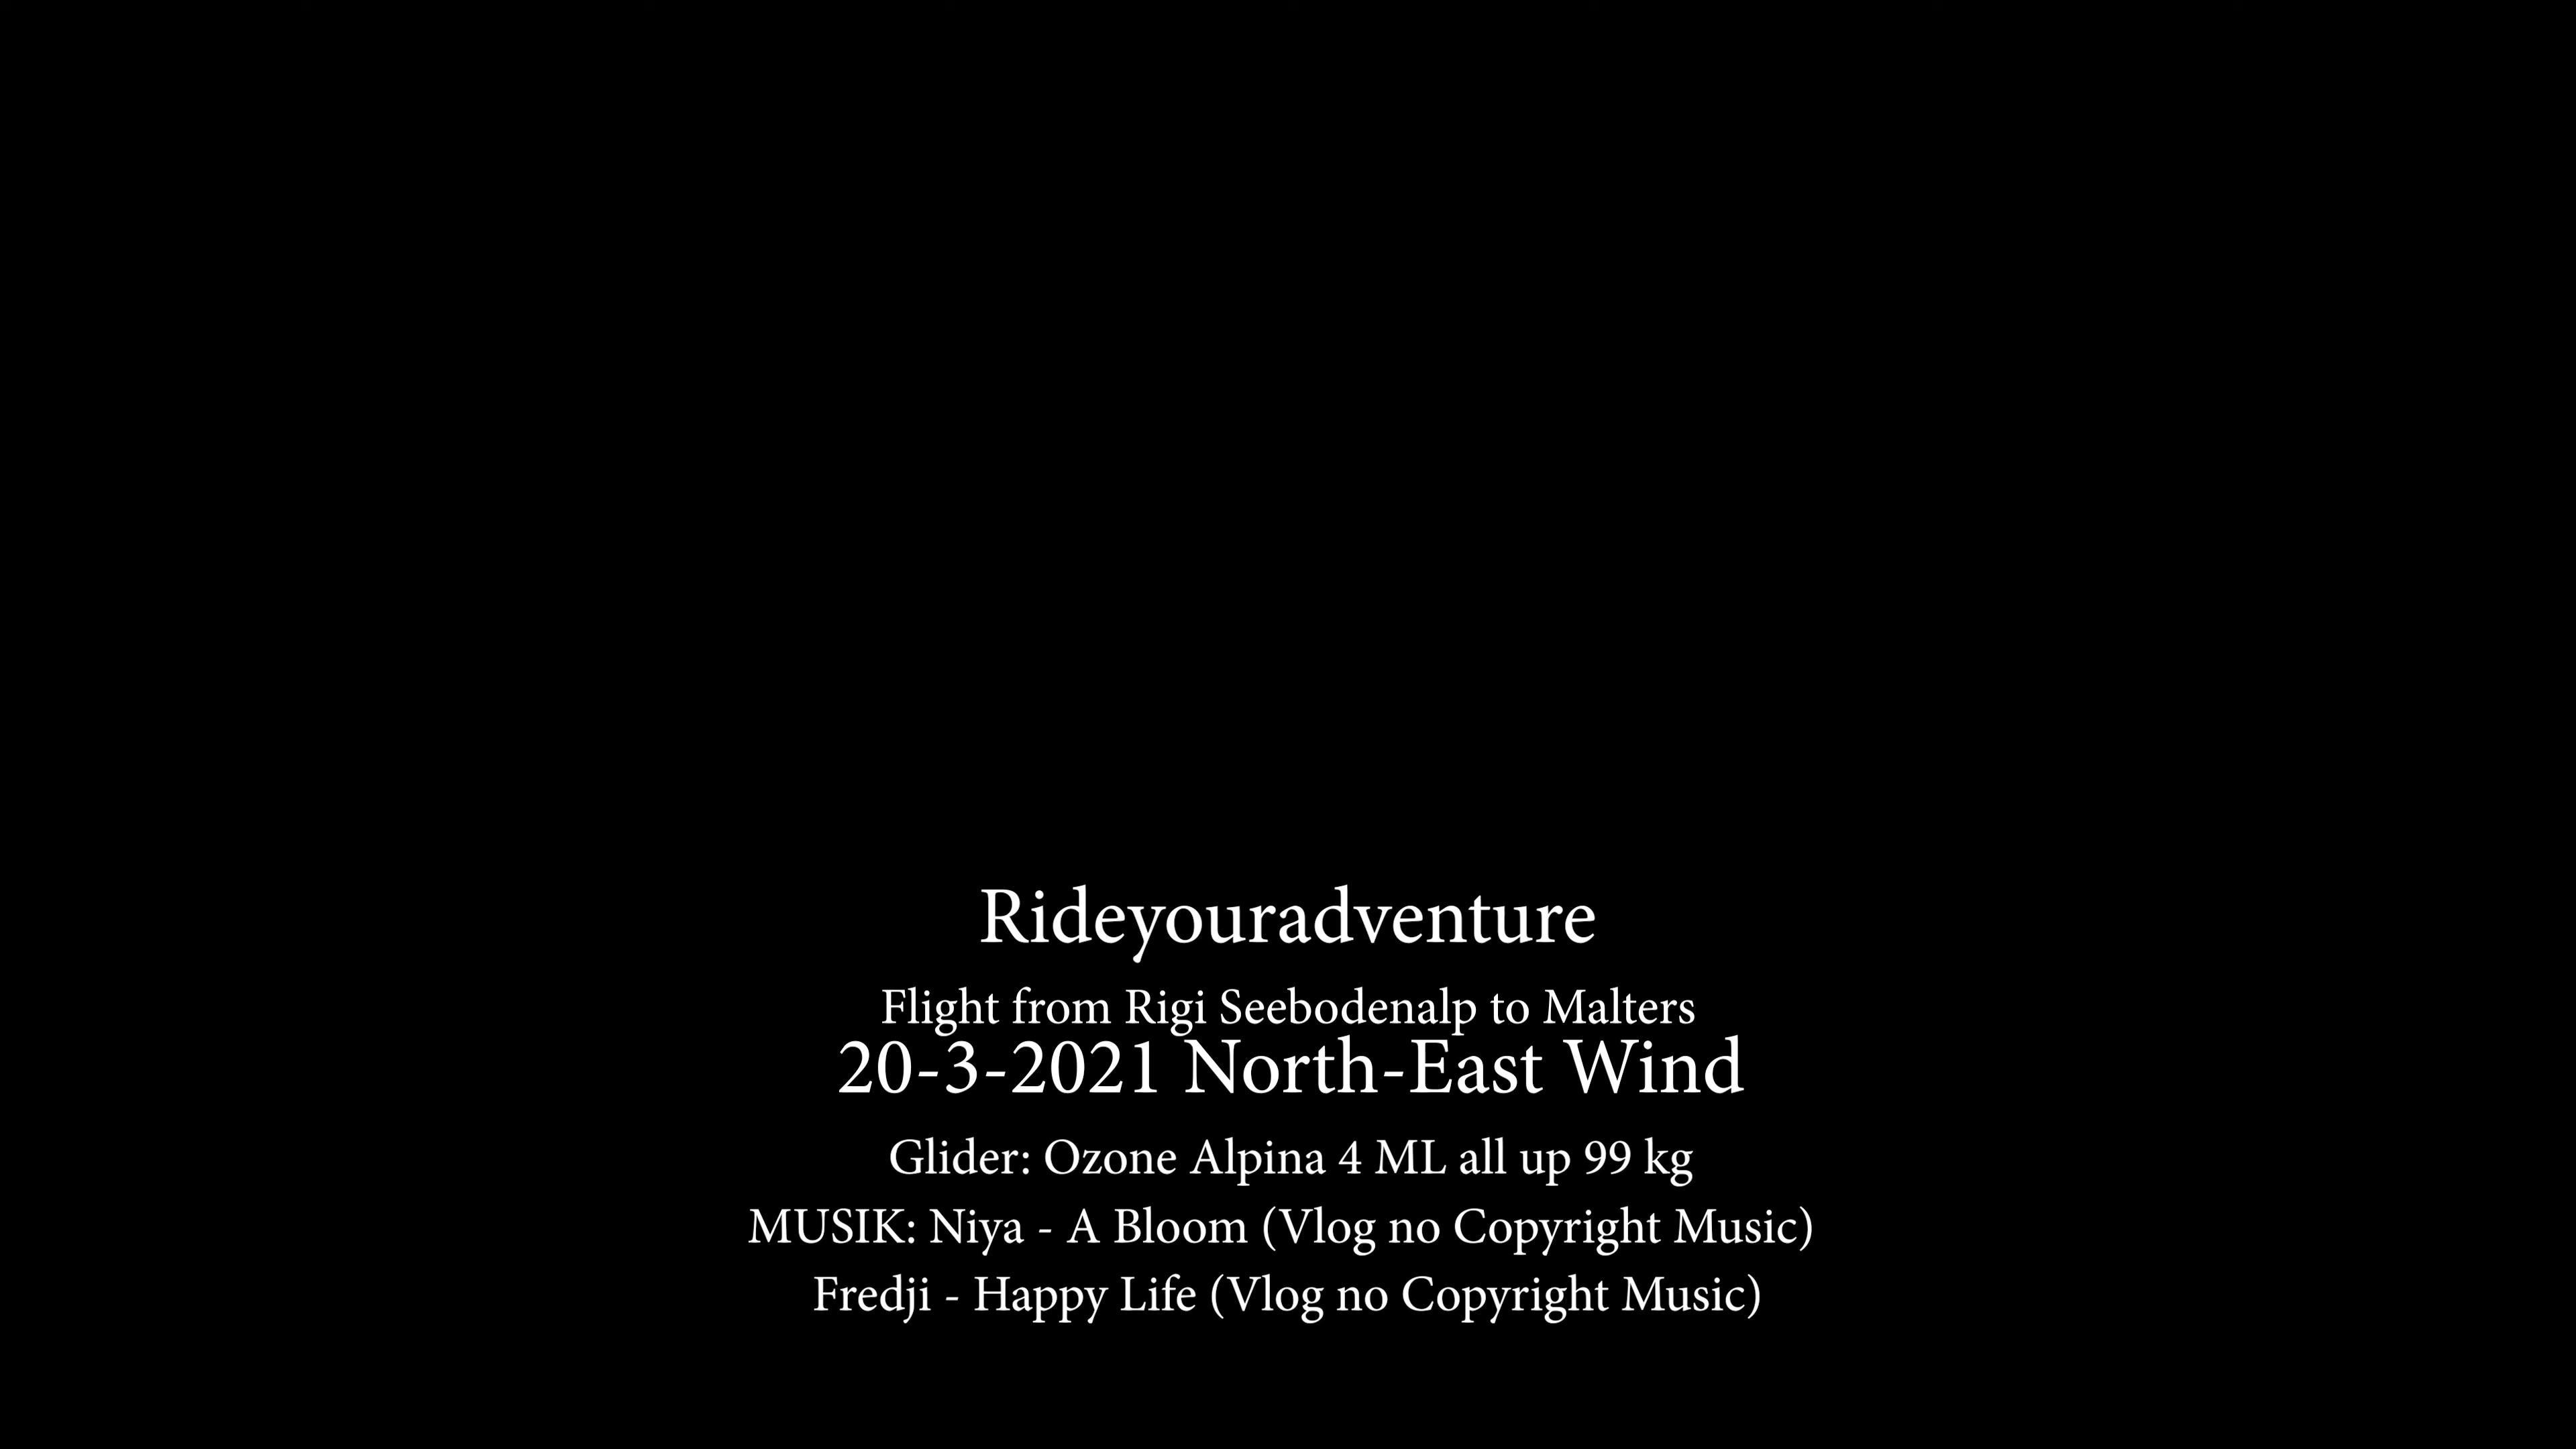 Rideyouradventure
Flight from Rigi Seebodenalp to Malters
20-3-2021 North-East Wind
Glider: Ozone Alpina 4 ML all up 99 kg
MUSIK: Niya - A Bloom (Vlog no Copyright Music)
Fredji - Happy Life (Vlog no Copyright Music)